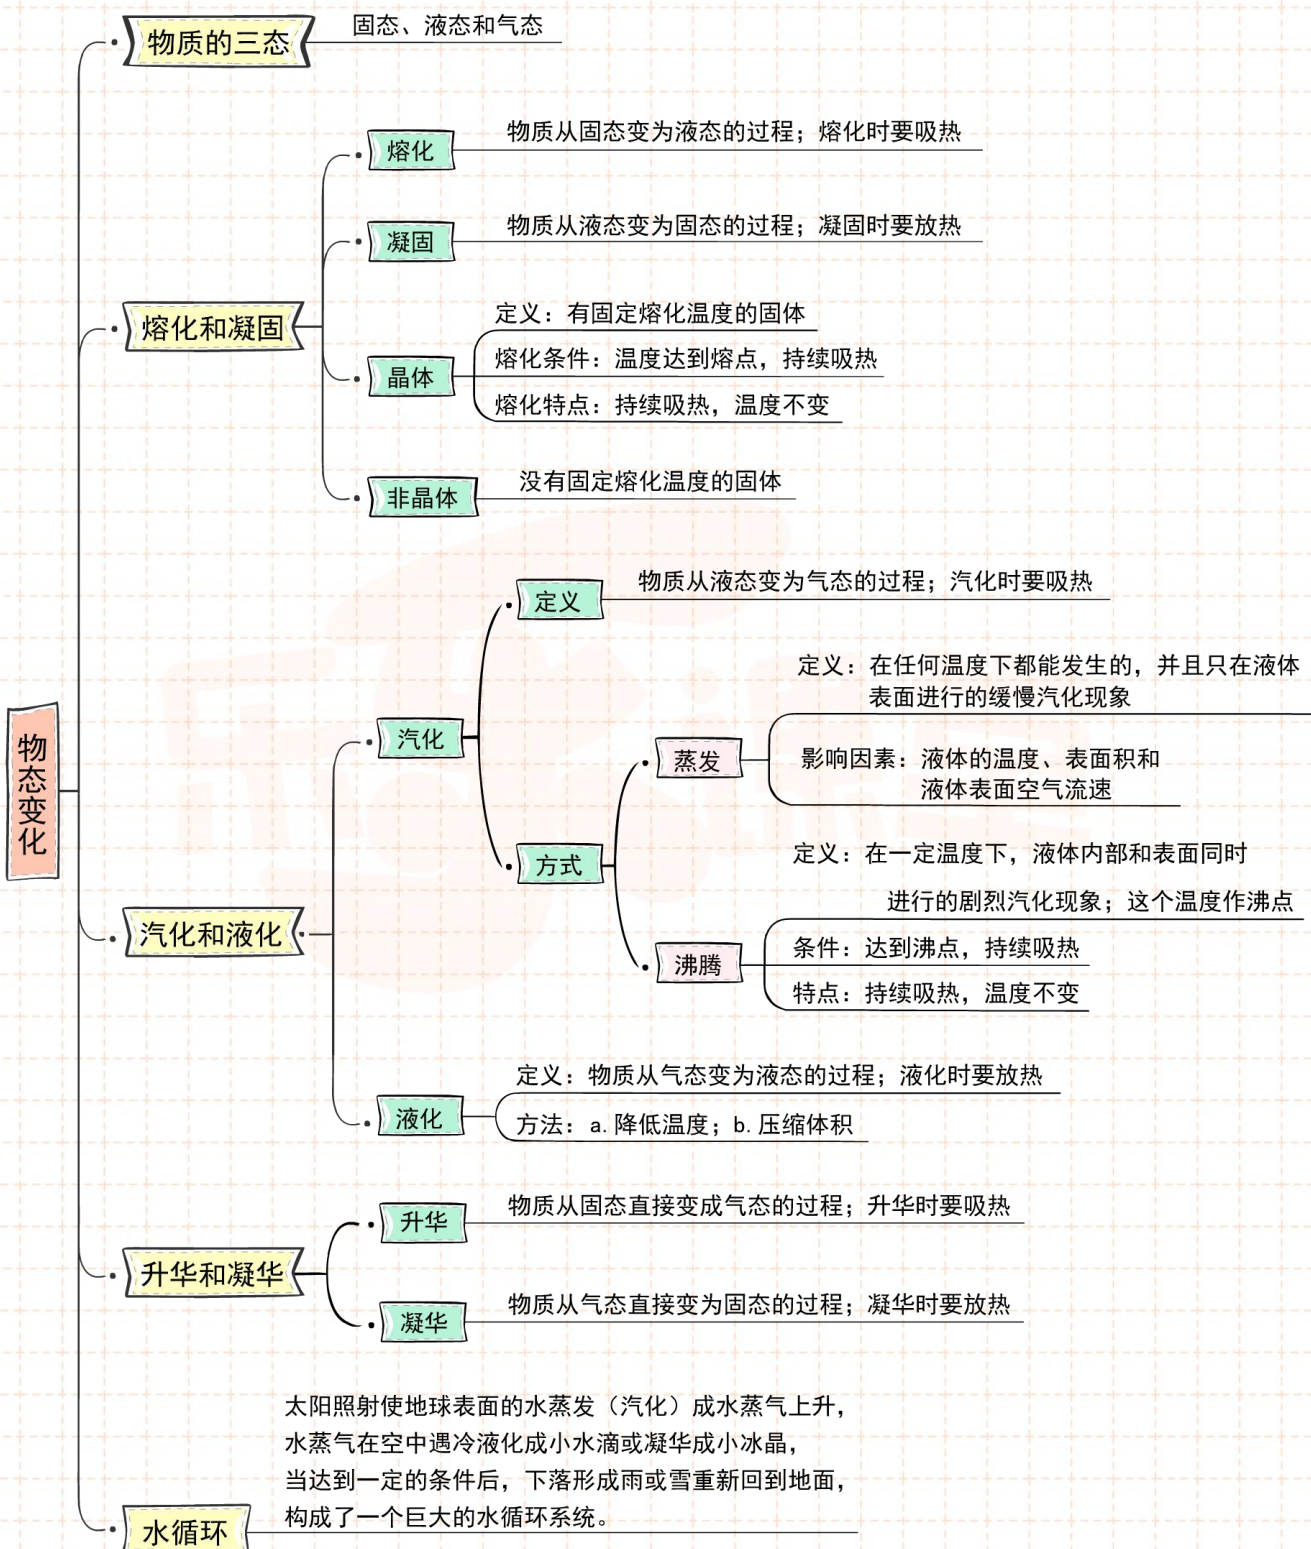 物质的三态
固态、液态和气态
熔化和凝固
熔化
物质从固态变为液态的过程；熔化时要吸热
凝固
物质从液态变为固态的过程；凝固时要放热
晶体
定义：有固定熔化温度的固体
熔化条件：温度达到熔点，持续吸热
熔化特点：持续吸热，温度不变
非晶体
没有固定熔化温度的固体
物态变化
汽化和液化
汽化
定义
物质从液态变为气态的过程；汽化时要吸热
方式
蒸发
定义：在任何温度下都能发生的，并且只在液体
表面进行的缓慢汽化现象
影响因素：液体的温度、表面积和
液体表面空气流速
沸腾
定义：在一定温度下，液体内部和表面同时
进行的剧烈汽化现象；这个温度作沸点
条件：达到沸点，持续吸热
特点：持续吸热，温度不变
液化
定义：物质从气态变为液态的过程；液化时要放热
方法：a. 降低温度；b. 压缩体积
升华和凝华
升华
物质从固态直接变成气态的过程；升华时要吸热
凝华
物质从气态直接变为固态的过程；凝华时要放热
水循环
太阳照射使地球表面的水蒸发（汽化）成水蒸气上升，
水蒸气在空中遇冷液化成小水滴或凝华成小冰晶，
当达到一定的条件后，下落形成雨或雪重新回到地面，
构成了一个巨大的水循环系统。